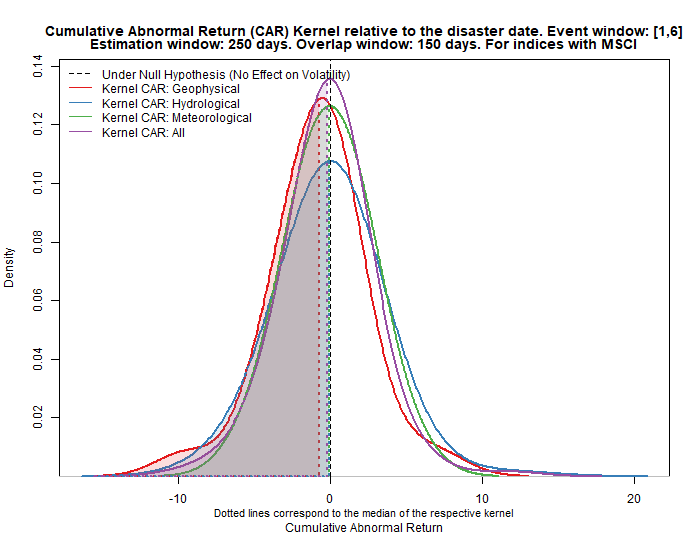 Cumulative Abnormal Return (CAR) Kernel relative to the disaster date. Event window: [1,6]
Estimation window: 250 days. Overlap window: 150 days. For indices with MSCI
Under Null Hypothesis (No Effect on Volatility)
Kernel CAR: Geophysical
Kernel CAR: Hydrological
Kernel CAR: Meteorological
Kernel CAR: All
0.14
0.12
0.10
0.08
0.06
0.04
0.02
Density
-10 0 10 20
Dotted lines correspond to the median of the respective kernel
Cumulative Abnormal Return